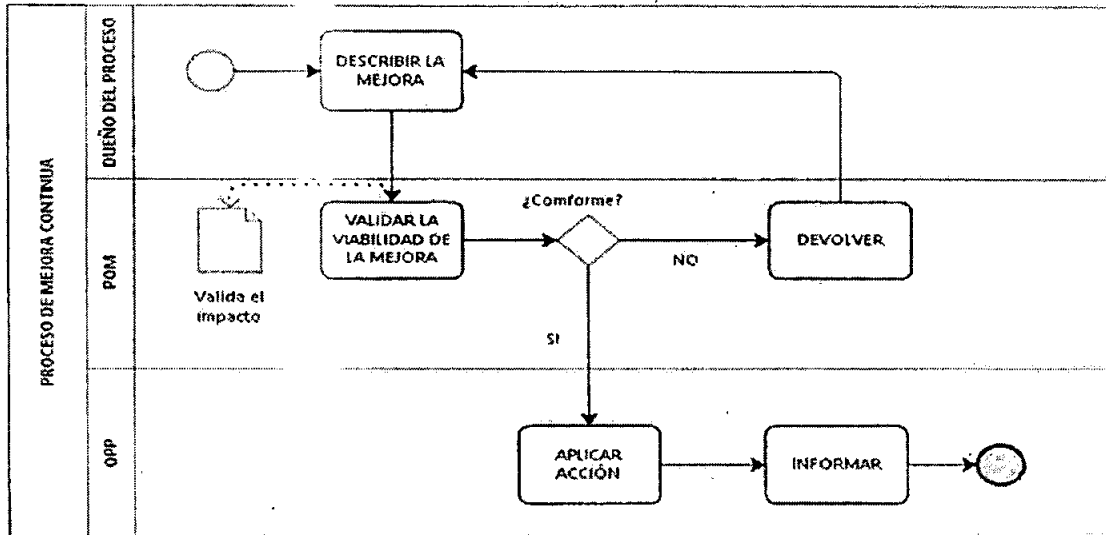 PROCESO DE MEJORA CONTINUA
DUEÑO DEL PROCESO
DESCRIBIR LA
MEJORA
POM
Valida el
impacto
VALIDAR LA
VIABILIDAD DE
LA MEJORA
¿Comforme?
NO
DEVOLVER
SI
OPP
APLICAR
ACCIÓN
INFORMAR